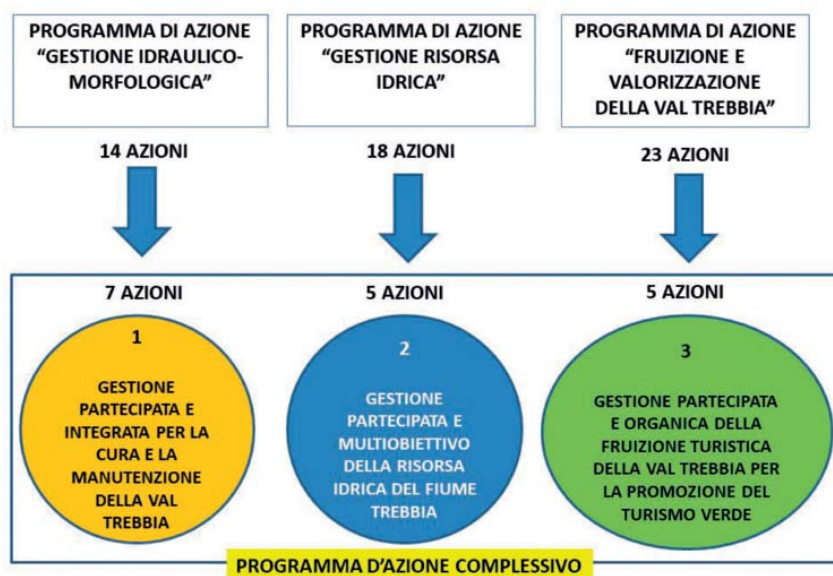 PROGRAMMA DI AZIONE
“GESTIONE IDRAULICO-
MORFOLOGICA”
PROGRAMMA DI AZIONE
“GESTIONE RISORSA
IDRICA”
PROGRAMMA DI AZIONE
“FRUIZIONE E
VALORIZZAZIONE
DELLA VAL TREBBIA”
14 AZIONI
18 AZIONI
23 AZIONI
7 AZIONI
5 AZIONI
5 AZIONI
1
GESTIONE
PARTECIPATA E
INTEGRATA PER LA
CURA E LA
MANUTENZIONE
DELLA VAL
TREBBIA
2
GESTIONE
PARTECIPATA E
MULTIOBIETTIVO
DELLA RISORSA
IDRICA DEL FIUME
TREBBIA
3
GESTIONE PARTECIPATA
E ORGANICA DELLA
FRUIZIONE TURISTICA
DELLA VAL TREBBIA PER
LA PROMOZIONE DEL
TURISMO VERDE
PROGRAMMA D’AZIONE COMPLESSIVO